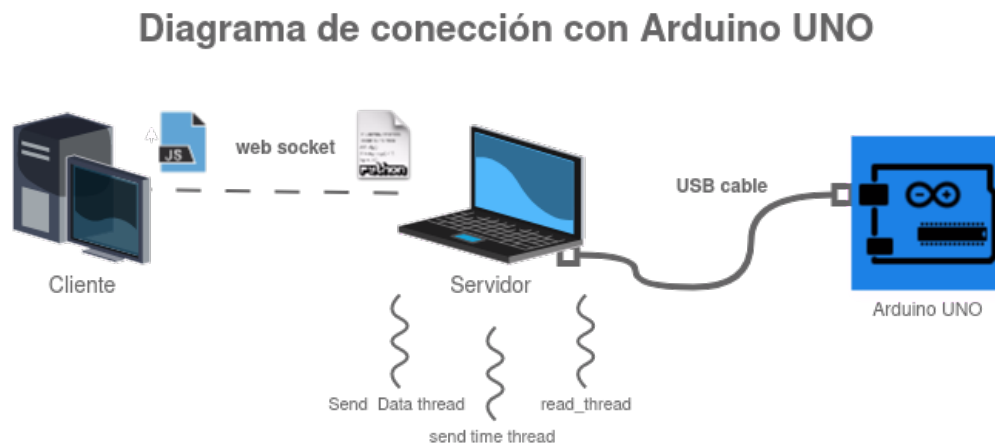 Diagrama de conección con Arduino UNO
JS
web socket
Python
USB cable
Cliente
Servidor
Arduino UNO
Send Data thread
read_thread
send time thread